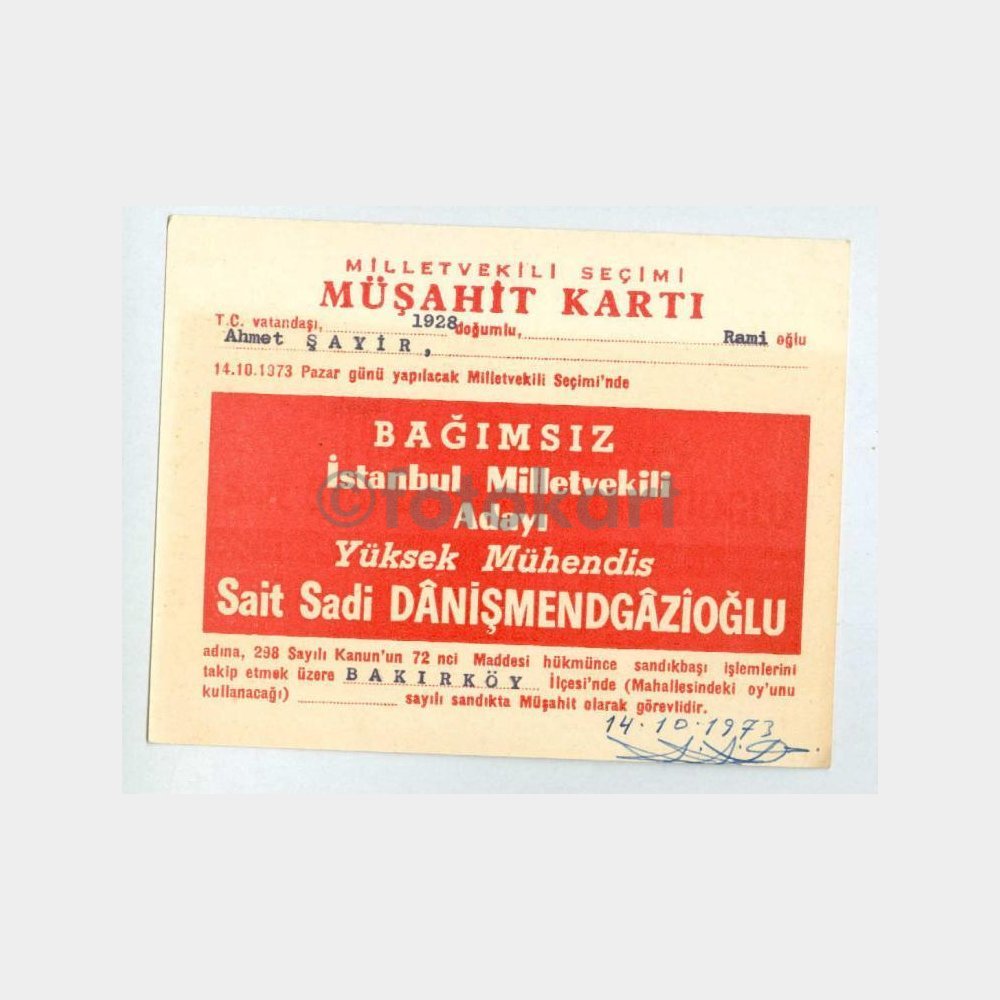 MİLLETVEKİLİ SEÇİMİ
MÜŞAHİT KARTI
T.C. vatandaşı, 1928 doğumlu, Rami oğlu
Ahmet ŞAYİR,
14.10.1973 Pazar günü yapılacak Milletvekili Seçimi'nde
BAĞIMSIZ
İstanbul Milletvekili
Adayı
©fotokart
Yüksek Mühendis
Sait Sadi DÂNİŞMENDGÂZÎOĞLU
adına, 298 Sayılı Kanun'un 72 nci Maddesi hükmünce sandıkbaşı işlemlerini
takip etmek üzere BAKIRKÖY İlçesi'nde (Mahallesindeki oy'unu
kullanacağı) sayılı sandıkta Müşahit olarak görevlidir.
14.10.1973